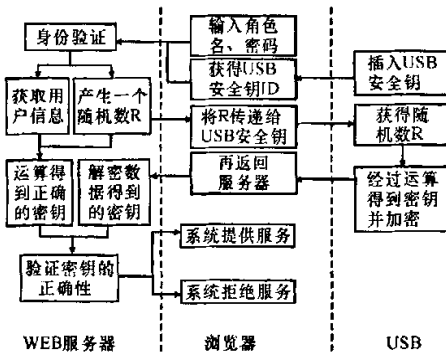 身份验证
输入角色
名、密码
获得USB
安全钥ID
插入USB
安全钥
获取用
户信息
产生一个
随机数R
将R传递给
USB安全钥
获得随
机数R
运算得
到正确
的密钥
解密数
据得到
的密钥
再返回
服务器
经过运算
得到密钥
并加密
系统提供服务
验证密钥的
正确性
系统拒绝服务
WEB服务器
浏览器
USB